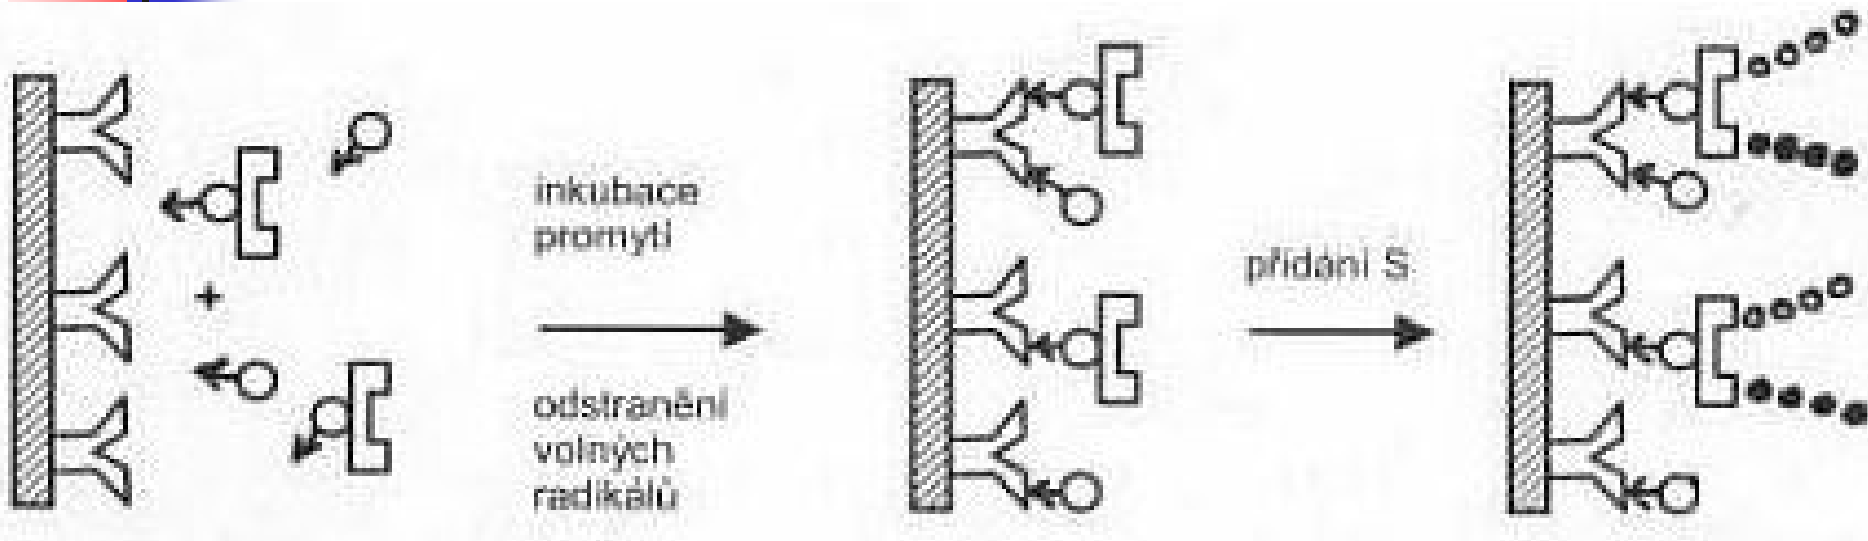 inkubace
promytí
odstranění
volných
radikálů
přidání S
+